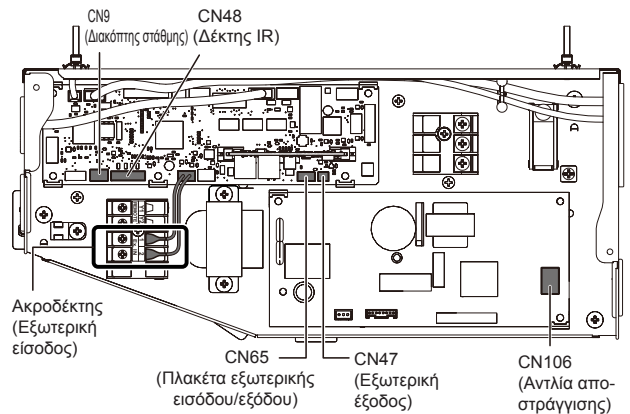 CN9
(Διακόπτης στάθμης)
CN48
(Δέκτης IR)
Ακροδέκτης
(Εξωτερική
είσοδος)
CN65
(Πλακέτα εξωτερικής
εισόδου/εξόδου)
CN47
(Εξωτερική
έξοδος)
CN106
(Αντλία απο-
στράγγισης)